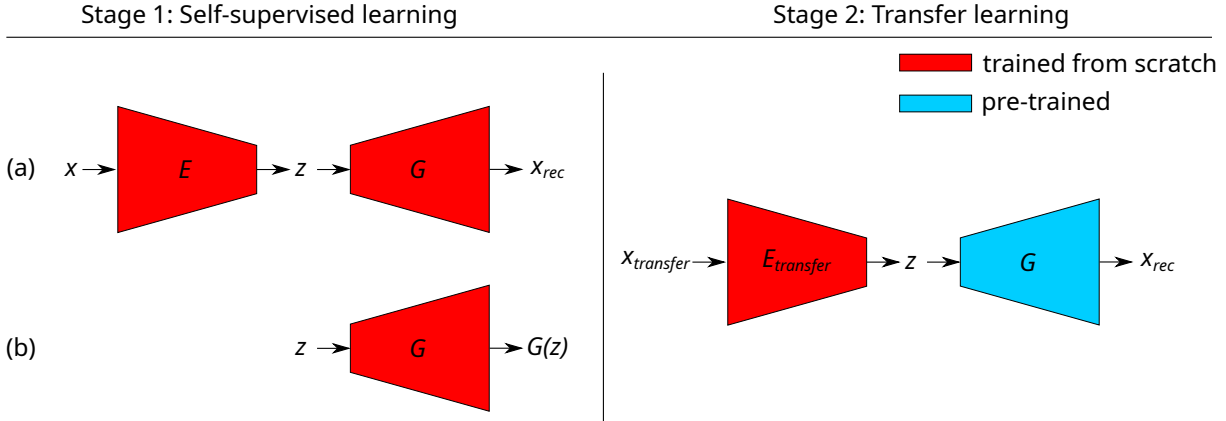 Stage 1: Self-supervised learning
Stage 2: Transfer learning
trained from scratch
pre-trained
(a) x E z G x_rec
x_transfer E_transfer z G x_rec
(b) z G G(z)